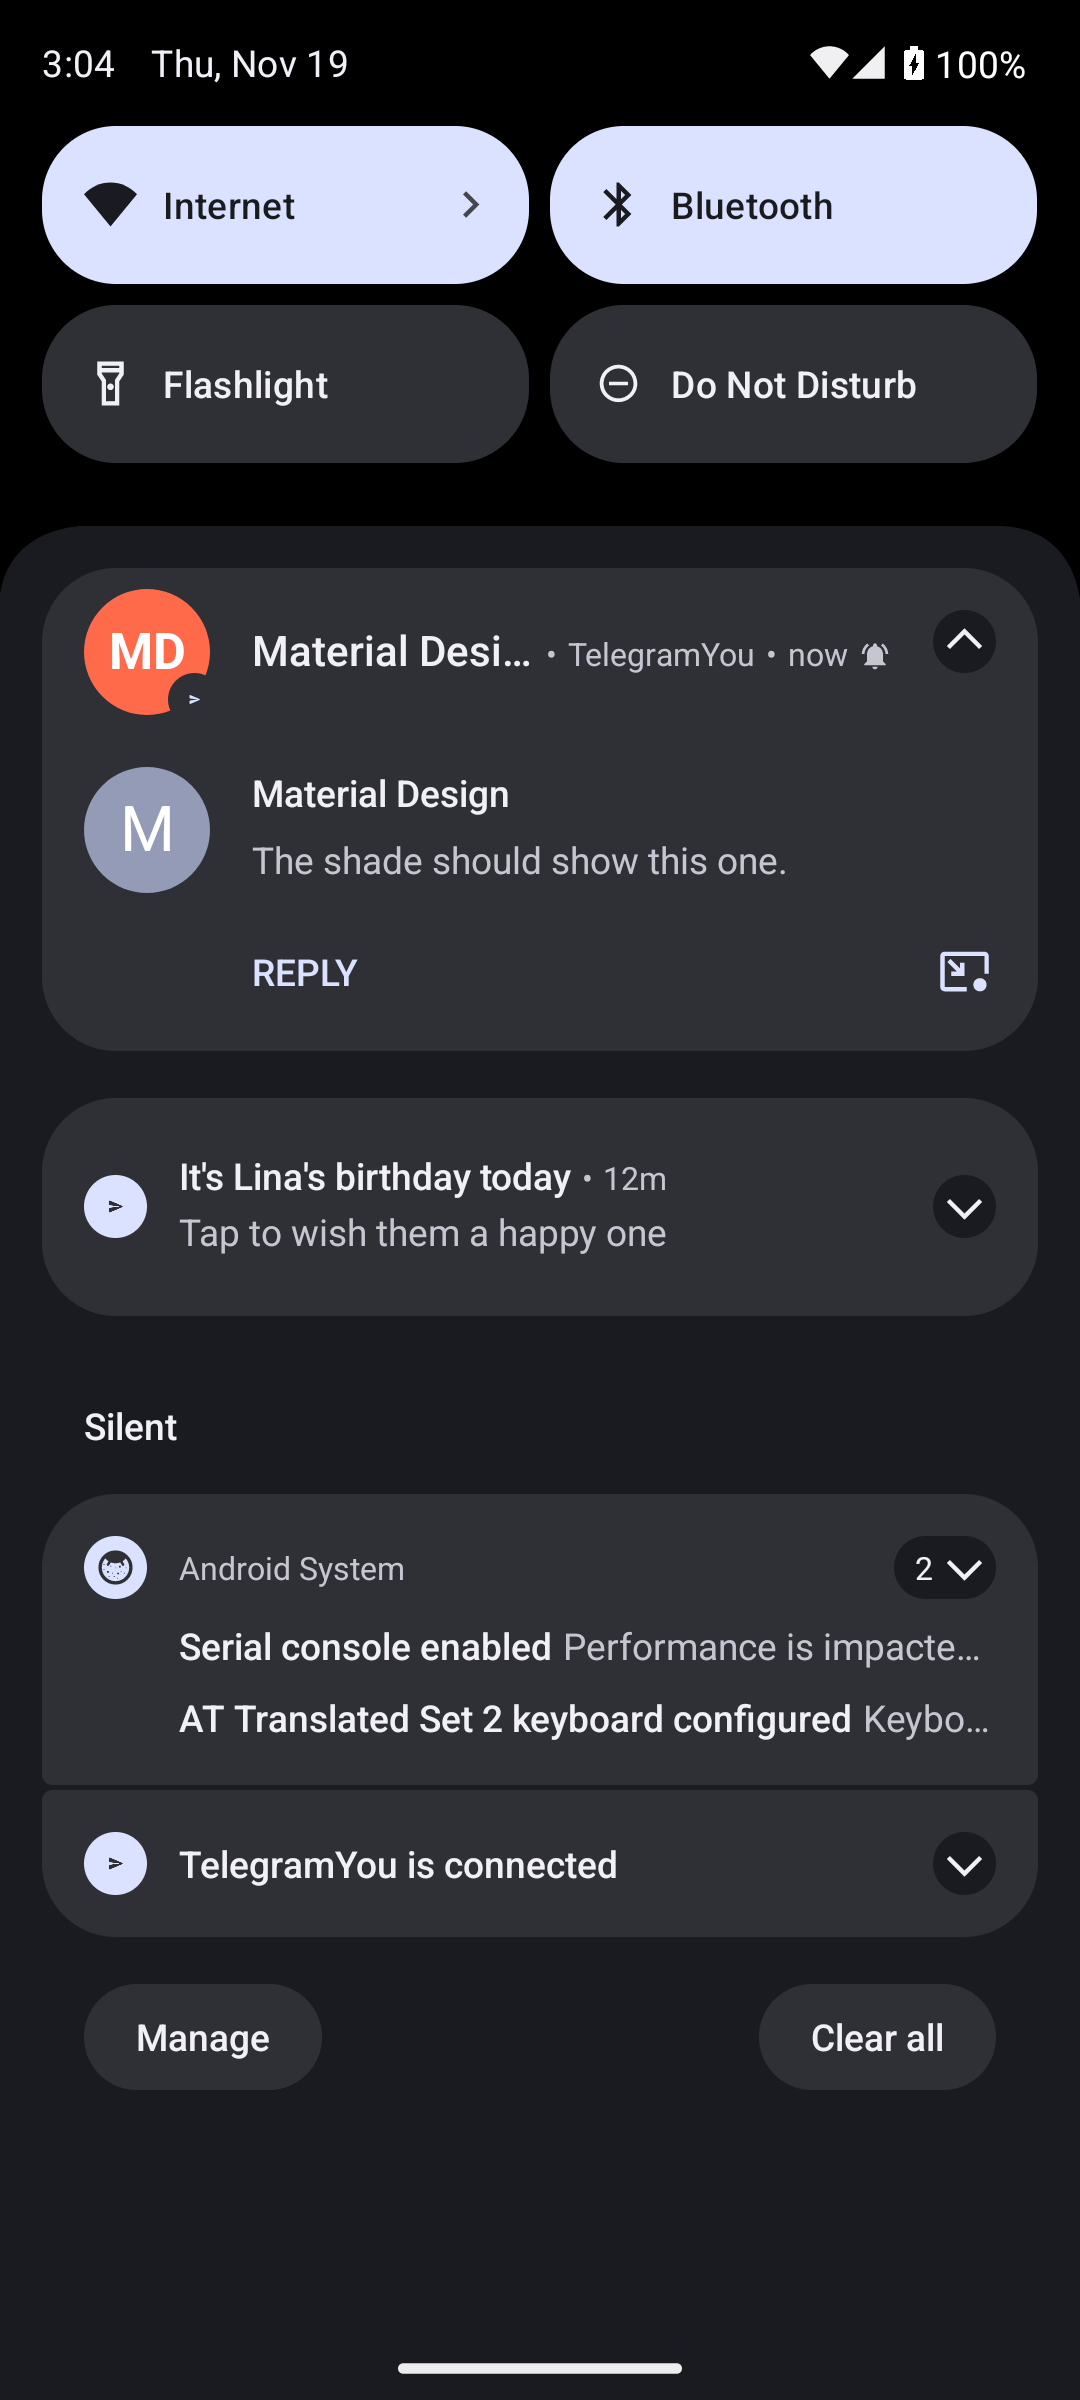 3:04 Thu, Nov 19 100%
Internet
Bluetooth
Flashlight
Do Not Disturb
MD
Material Desi… • TelegramYou • now
M
Material Design
The shade should show this one.
REPLY
It's Lina's birthday today • 12m
Tap to wish them a happy one
Silent
Android System 2
Serial console enabled Performance is impacte…
AT Translated Set 2 keyboard configured Keybo…
TelegramYou is connected
Manage
Clear all